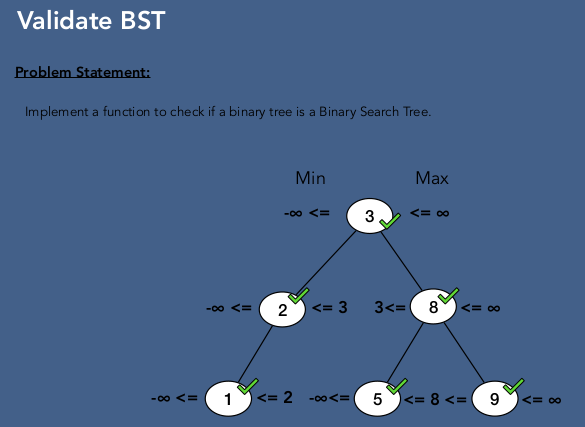 Validate BST
Problem Statement:
Implement a function to check if a binary tree is a Binary Search Tree.
Min Max
-∞ <= 3 <= ∞
-∞ <= 2 <= 3 3<= 8 <= ∞
-∞ <= 1 <= 2 -∞<= 5 <= 8 <= 9 <= ∞